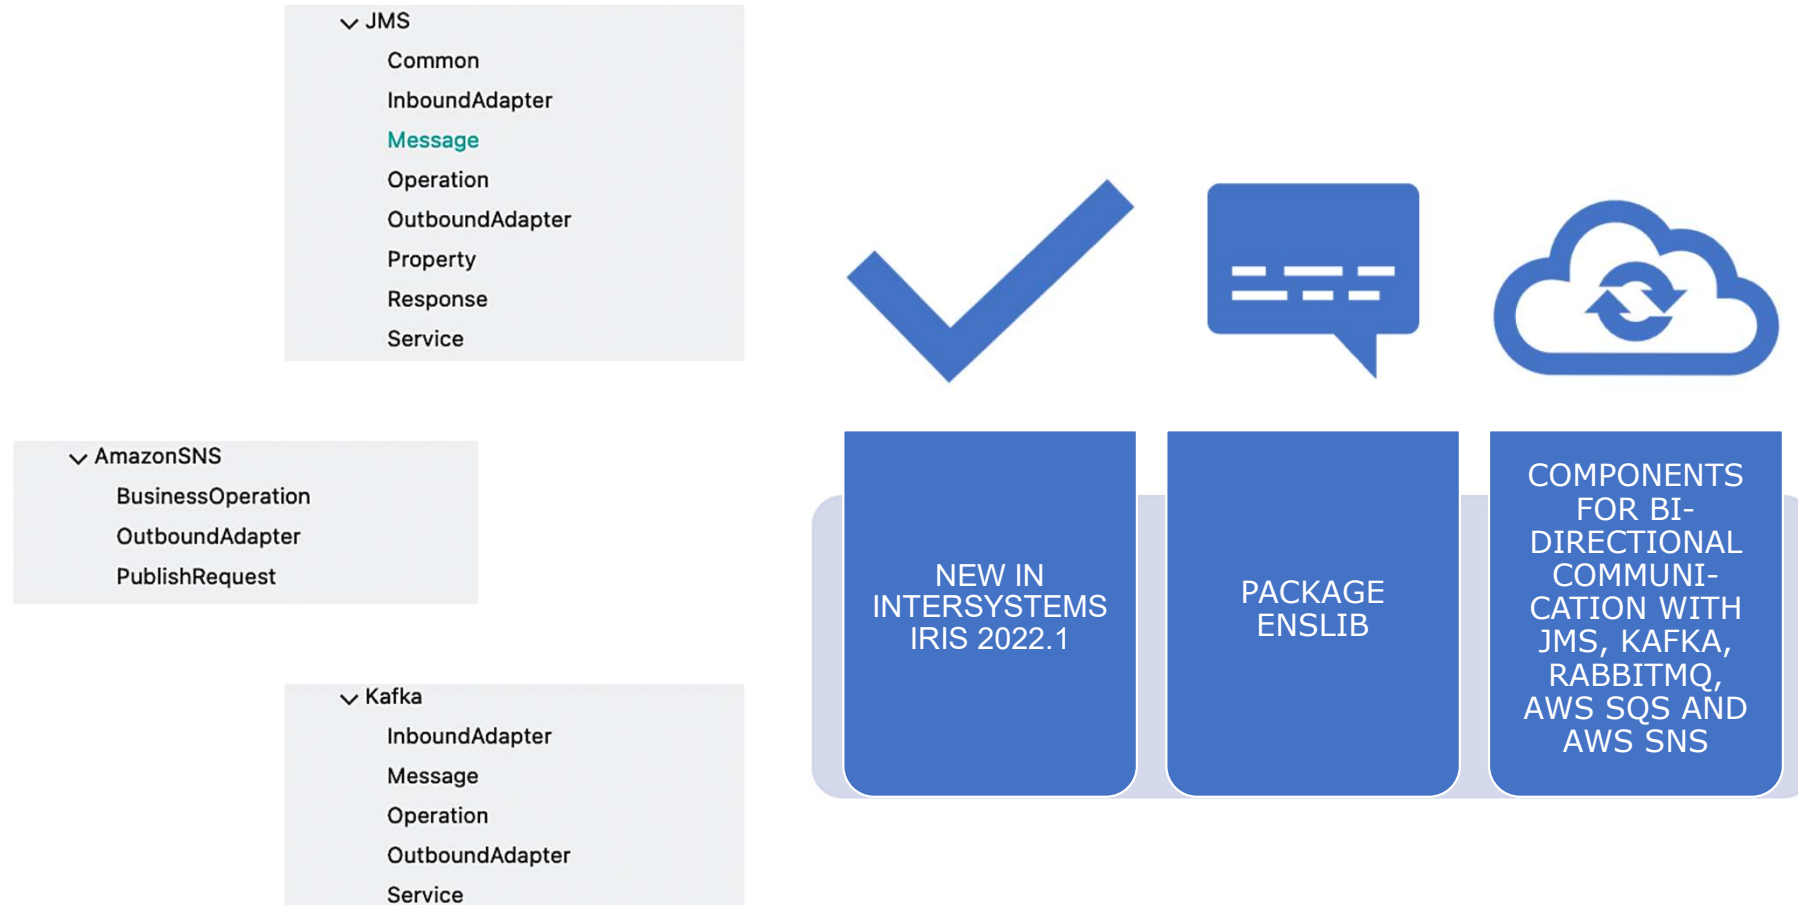 JMS
Common
InboundAdapter
Message
Operation
OutboundAdapter
Property
Response
Service
AmazonSNS
BusinessOperation
OutboundAdapter
PublishRequest
Kafka
InboundAdapter
Message
Operation
OutboundAdapter
Service
NEW IN
INTERSYSTEMS
IRIS 2022.1
PACKAGE
ENSLIB
COMPONENTS
FOR BI-
DIRECTIONAL
COMMUNI-
CATION WITH
JMS, KAFKA,
RABBITMQ,
AWS SQS AND
AWS SNS